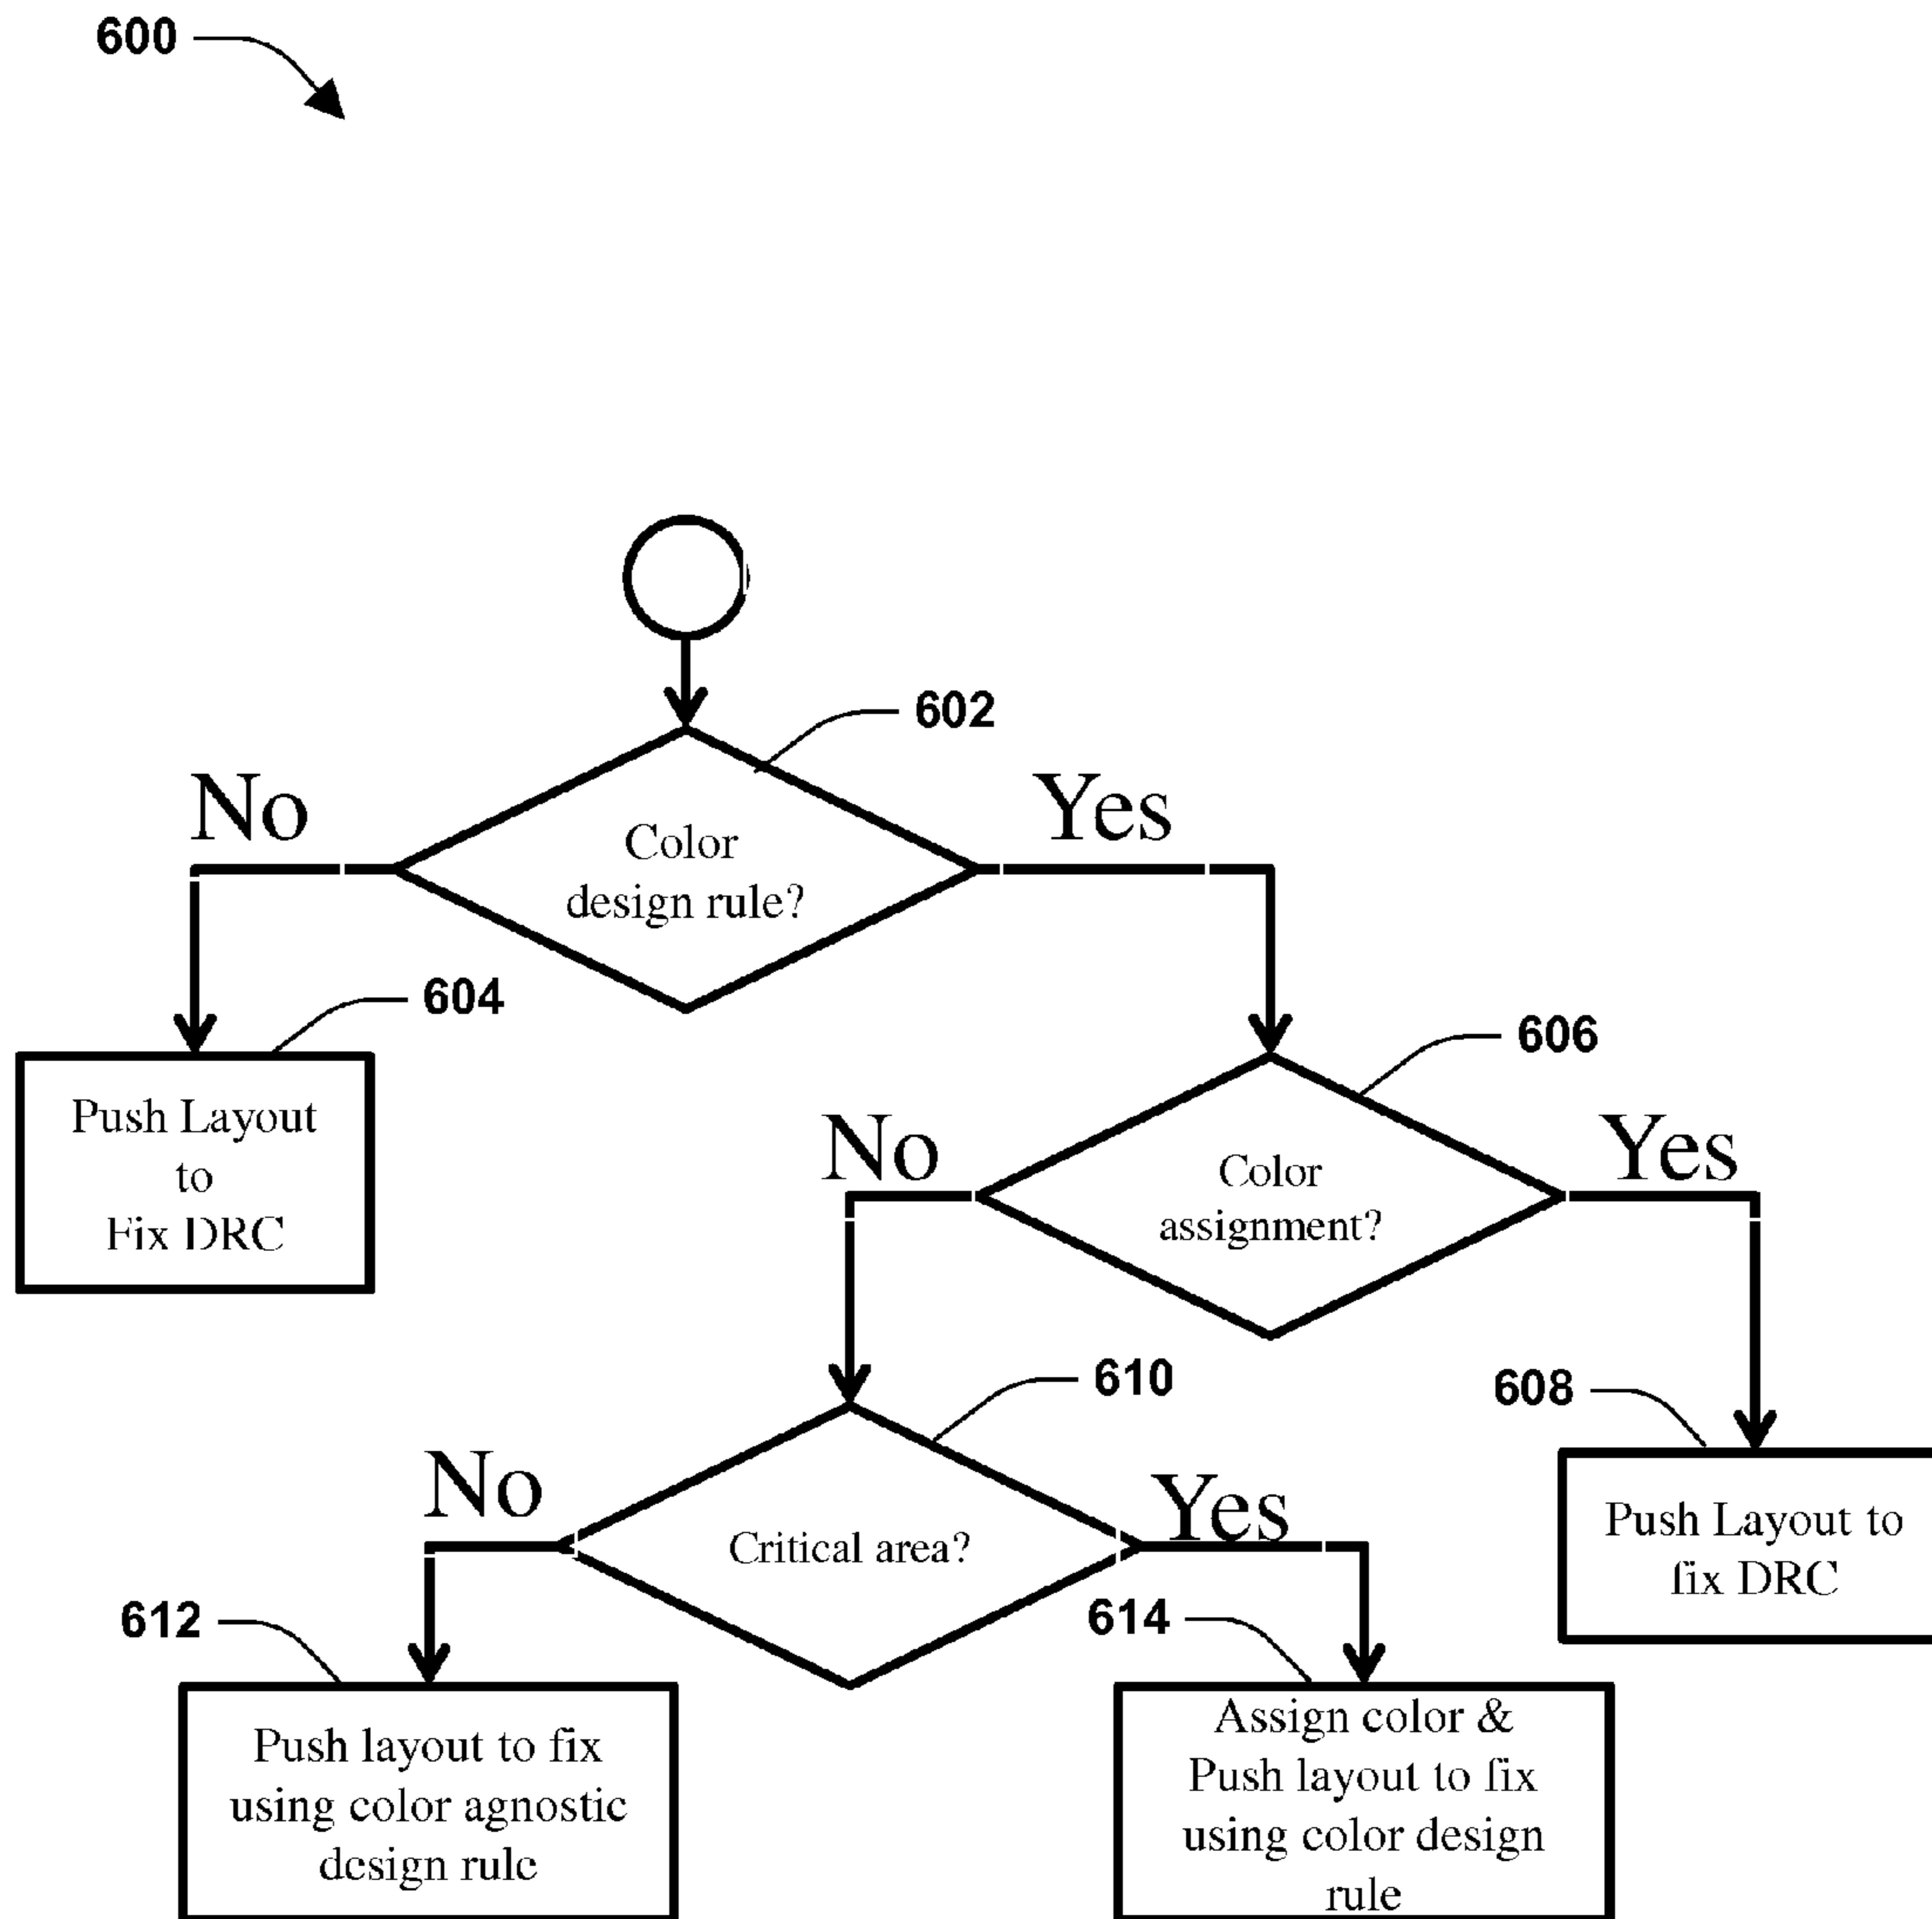 600
602
No
Yes
Color
design rule?
604
606
Push Layout
to
Fix DRC
No
Yes
Color
assignment?
610
608
No
Yes
Critical area?
Push Layout to
fix DRC
612
614
Push layout to fix
using color agnostic
design rule
Assign color &
Push layout to fix
using color design
rule